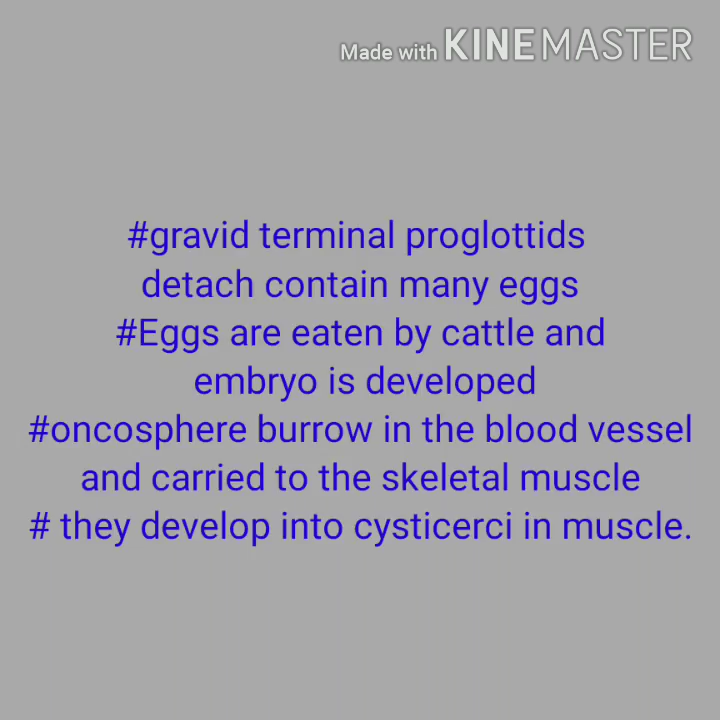 Made with KINEMASTER
#gravid terminal proglottids
detach contain many eggs
#Eggs are eaten by cattle and
embryo is developed
#oncosphere burrow in the blood vessel
and carried to the skeletal muscle
# they develop into cysticerci in muscle.